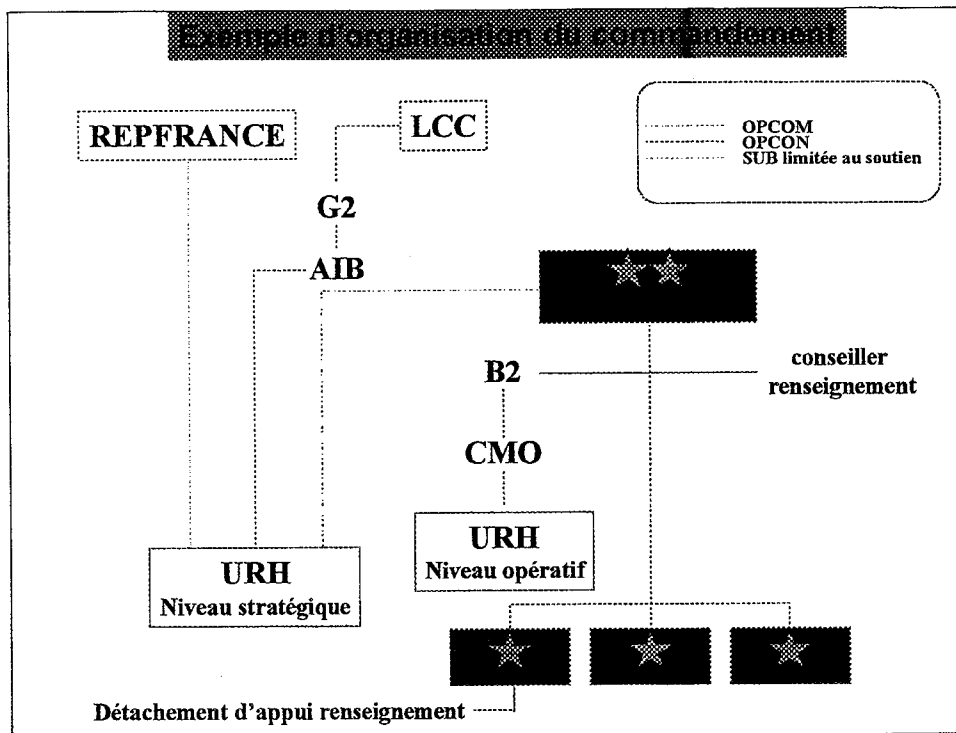 Exemple d'organisation du commandement
REPFRANCE
LCC
OPCOM
OPCON
SUB limitée au soutien
G2
AIB
B2
conseiller
renseignement
CMO
URH
Niveau opératif
URH
Niveau stratégique
Détachement d'appui renseignement